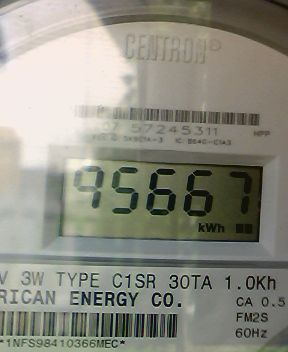 CENTRON®
57245311
HPP
95667
kWh
V 3W TYPE C1SR 30TA 1.0Kh
RICAN ENERGY CO.
CA 0.5
FM2S
60Hz
*1NFS98410366MEC*